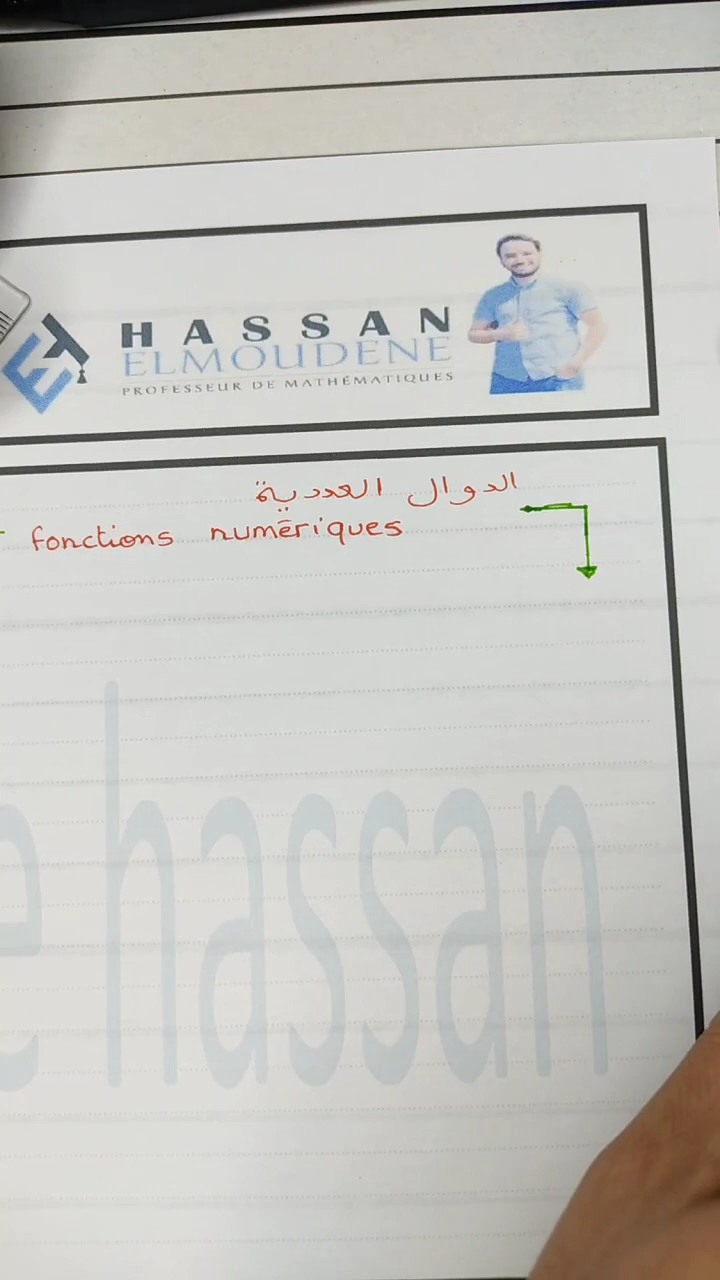 HASSAN
ELMOUDENE
PROFESSEUR DE MATHÉMATIQUES
الدوال العددية
fonctions numériques
e hassan